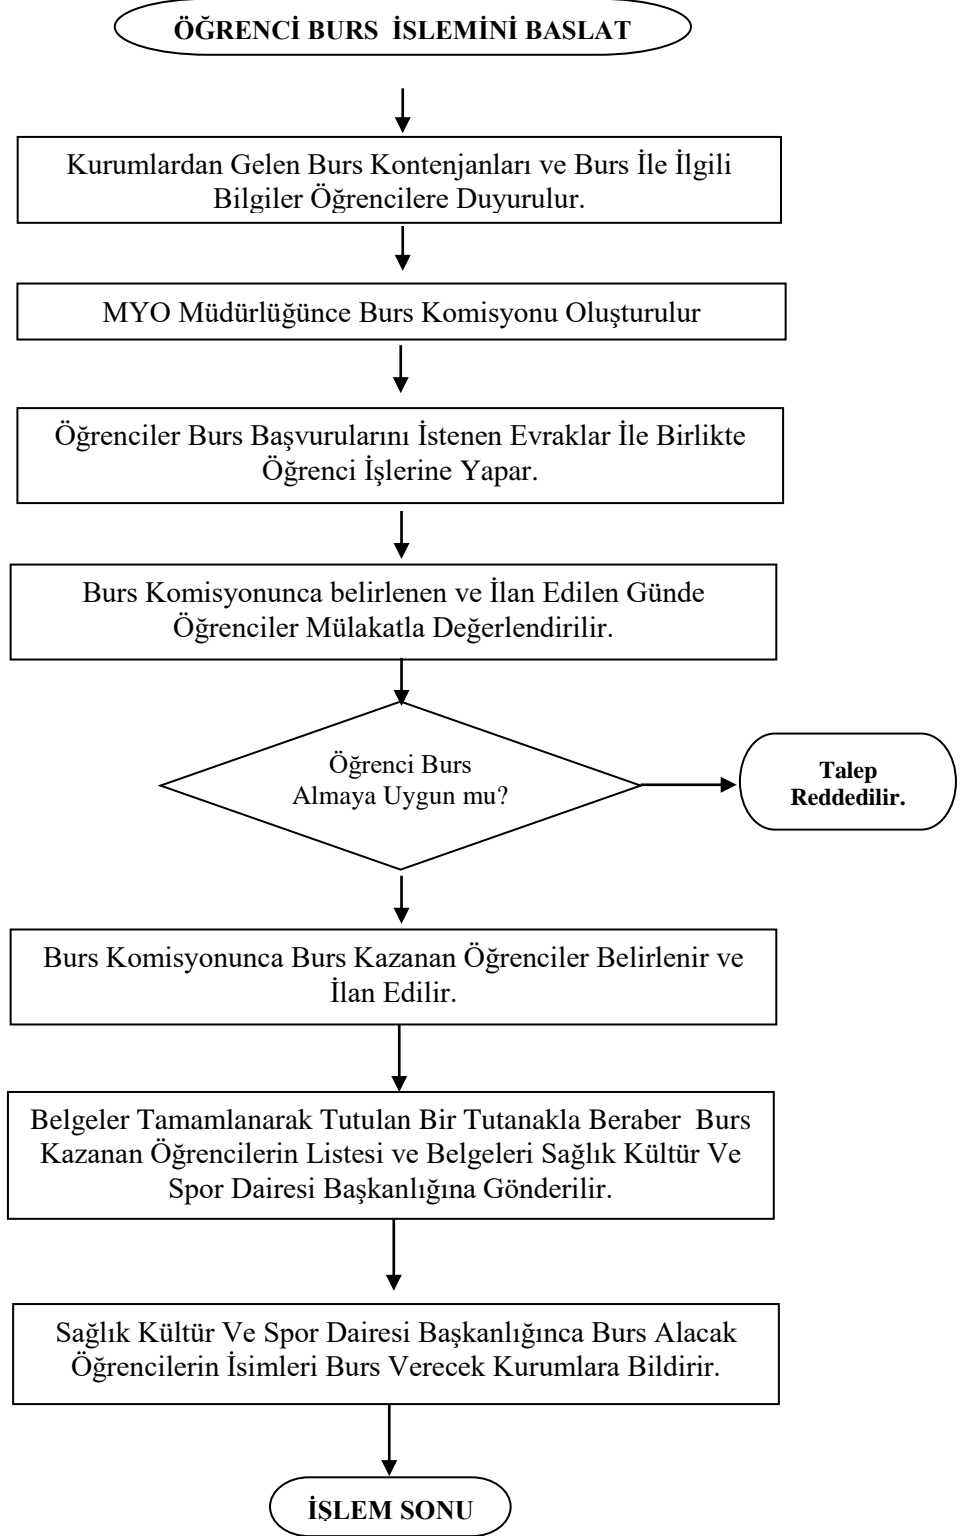 ÖĞRENCİ BURS İSLEMİNİ BASLAT
Kurumlardan Gelen Burs Kontenjanları ve Burs İle İlgili
Bilgiler Öğrencilere Duyurulur.
MYO Müdürlüğünce Burs Komisyonu Oluşturulur
Öğrenciler Burs Başvurularını İstenen Evraklar İle Birlikte
Öğrenci İşlerine Yapar.
Burs Komisyonunca belirlenen ve İlan Edilen Günde
Öğrenciler Mülakatla Değerlendirilir.
Öğrenci Burs
Almaya Uygun mu?
Talep
Reddedilir.
Burs Komisyonunca Burs Kazanan Öğrenciler Belirlenir ve
İlan Edilir.
Belgeler Tamamlanarak Tutulan Bir Tutanakla Beraber Burs
Kazanan Öğrencilerin Listesi ve Belgeleri Sağlık Kültür Ve
Spor Dairesi Başkanlığına Gönderilir.
Sağlık Kültür Ve Spor Dairesi Başkanlığınca Burs Alacak
Öğrencilerin İsimleri Burs Verecek Kurumlara Bildirir.
İŞLEM SONU